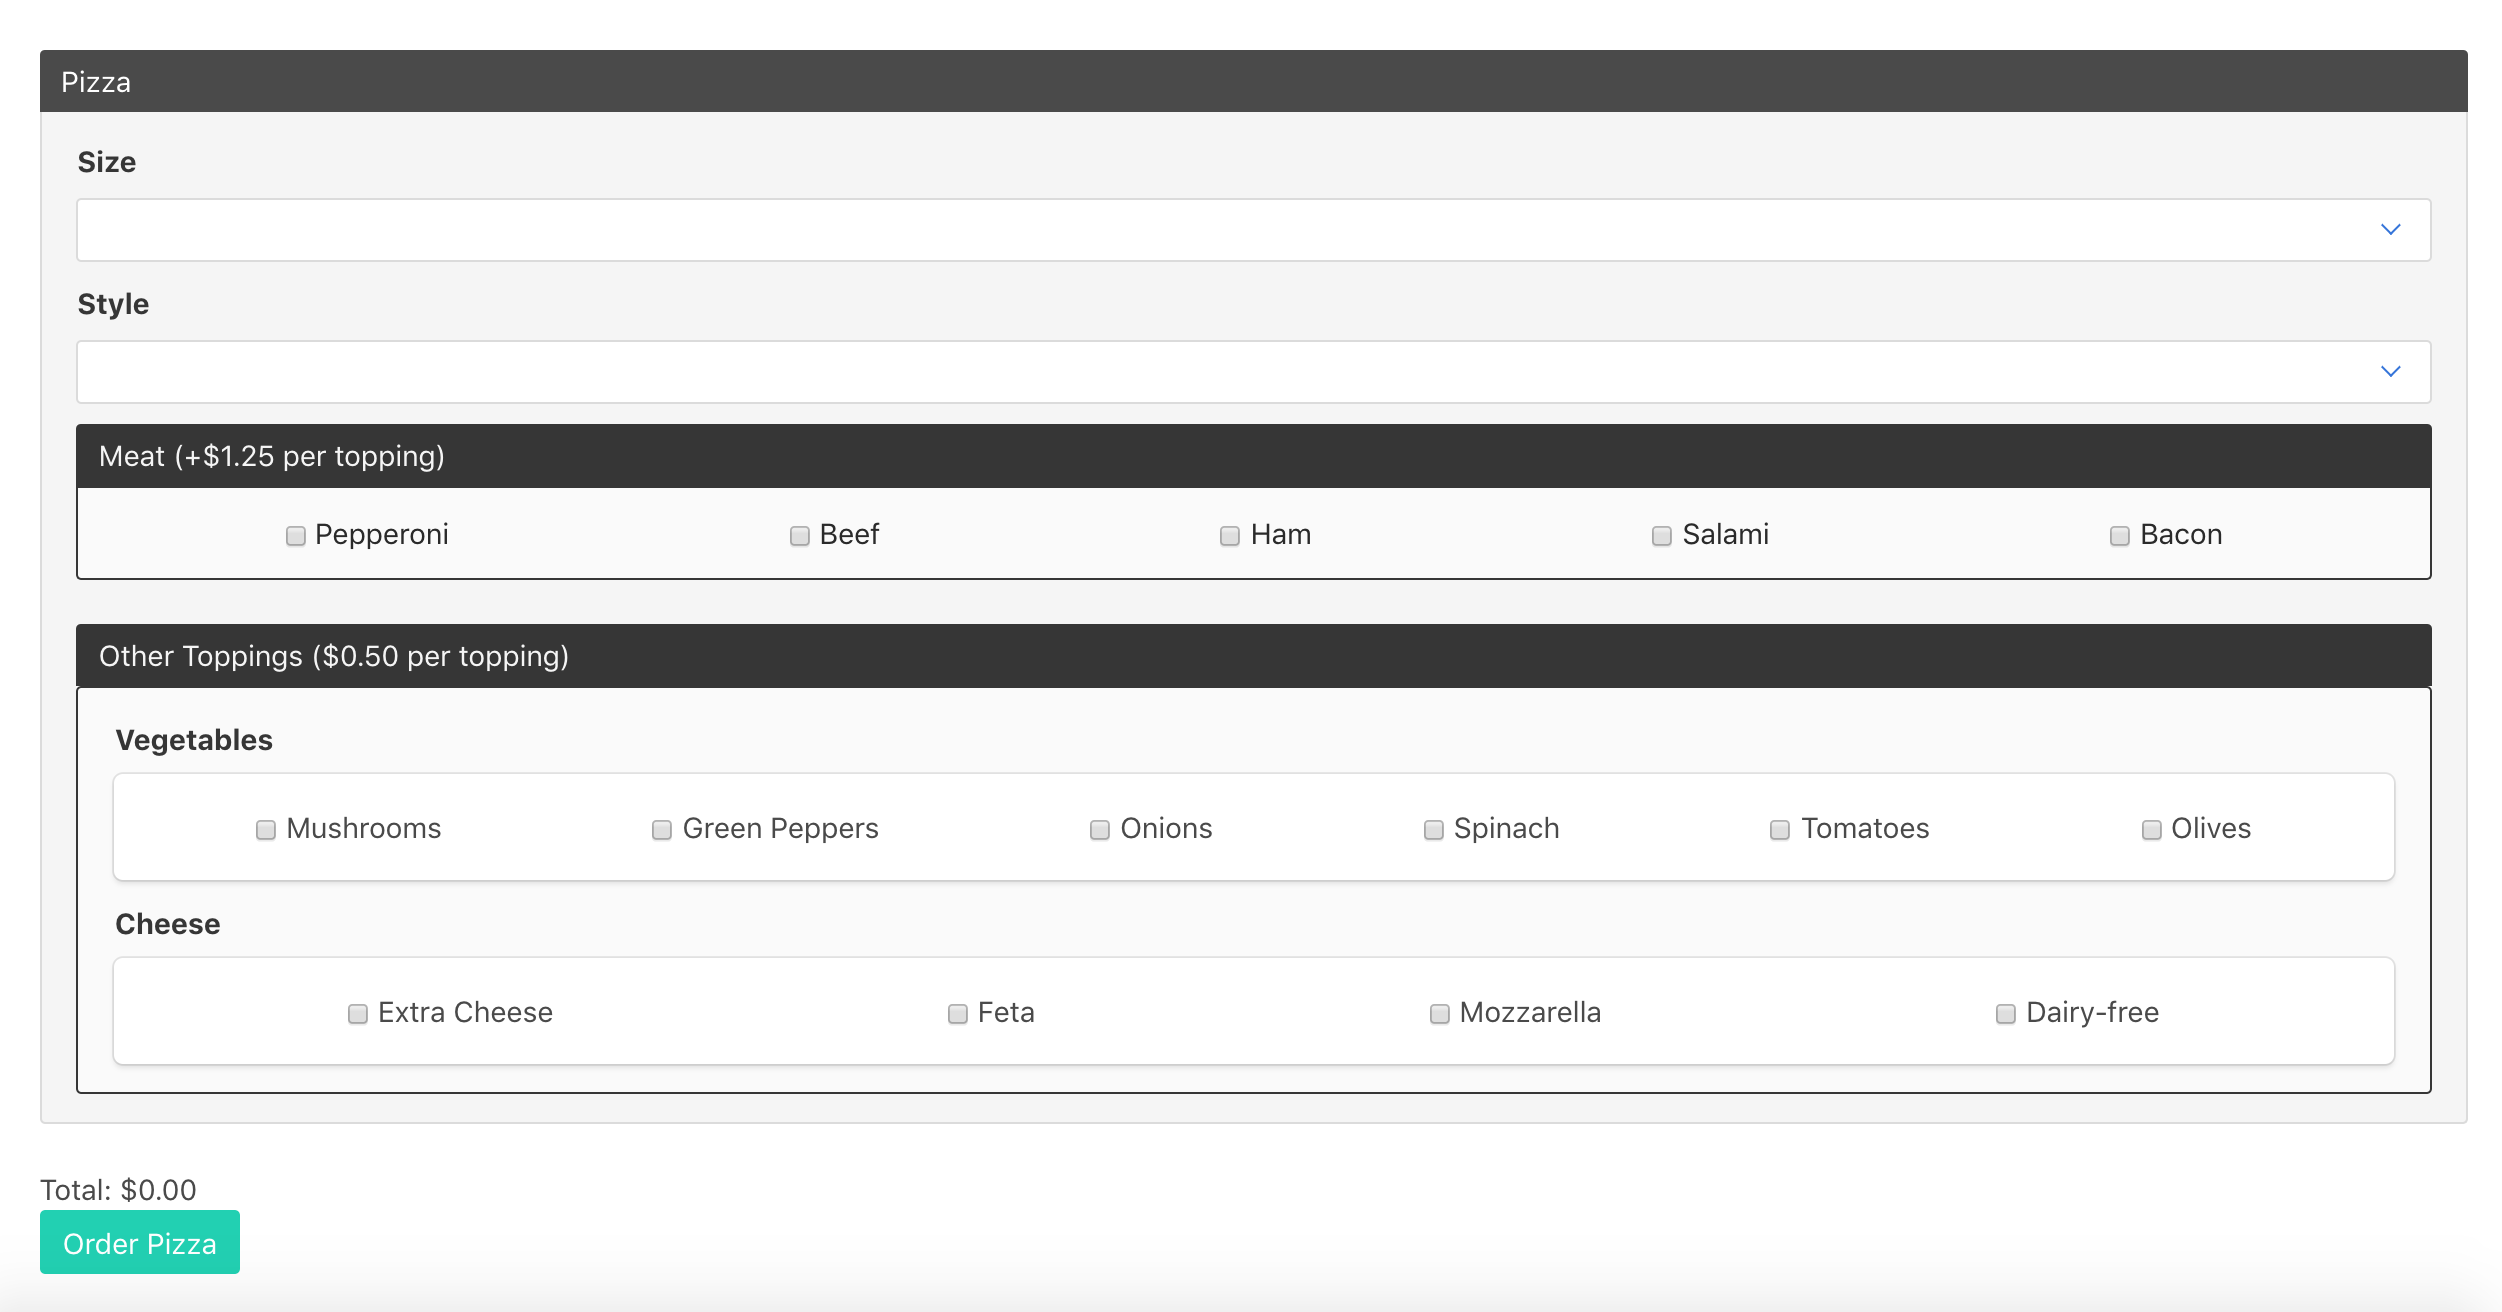 Pizza
Size
Style
Meat (+$1.25 per topping)
Pepperoni Beef Ham Salami Bacon
Other Toppings ($0.50 per topping)
Vegetables
Mushrooms Green Peppers Onions Spinach Tomatoes Olives
Cheese
Extra Cheese Feta Mozzarella Dairy-free
Total: $0.00
Order Pizza